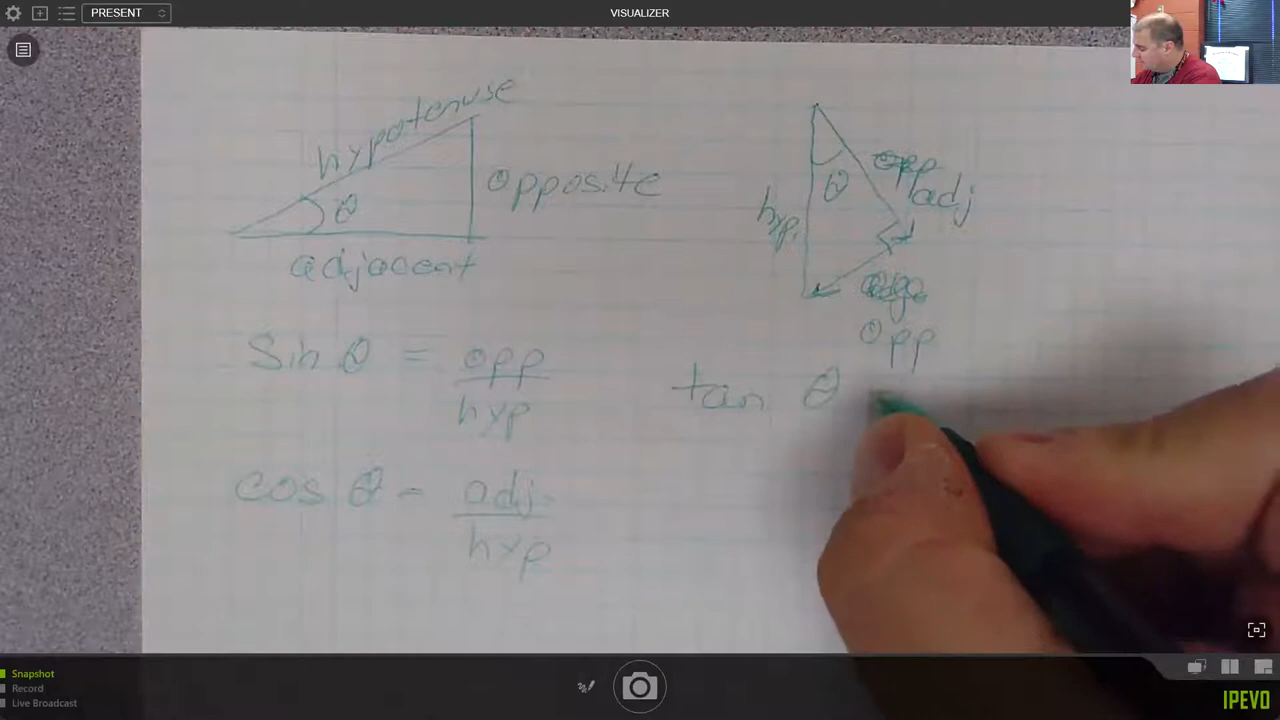 PRESENT
VISUALIZER
hypotenuse
θ
opposite
adjacent
opp
adj
θ
hyp.
opp
sin θ = opp
hyp
tan θ
cos θ = adj.
hyp
Snapshot
Record
Live Broadcast
IPEVO